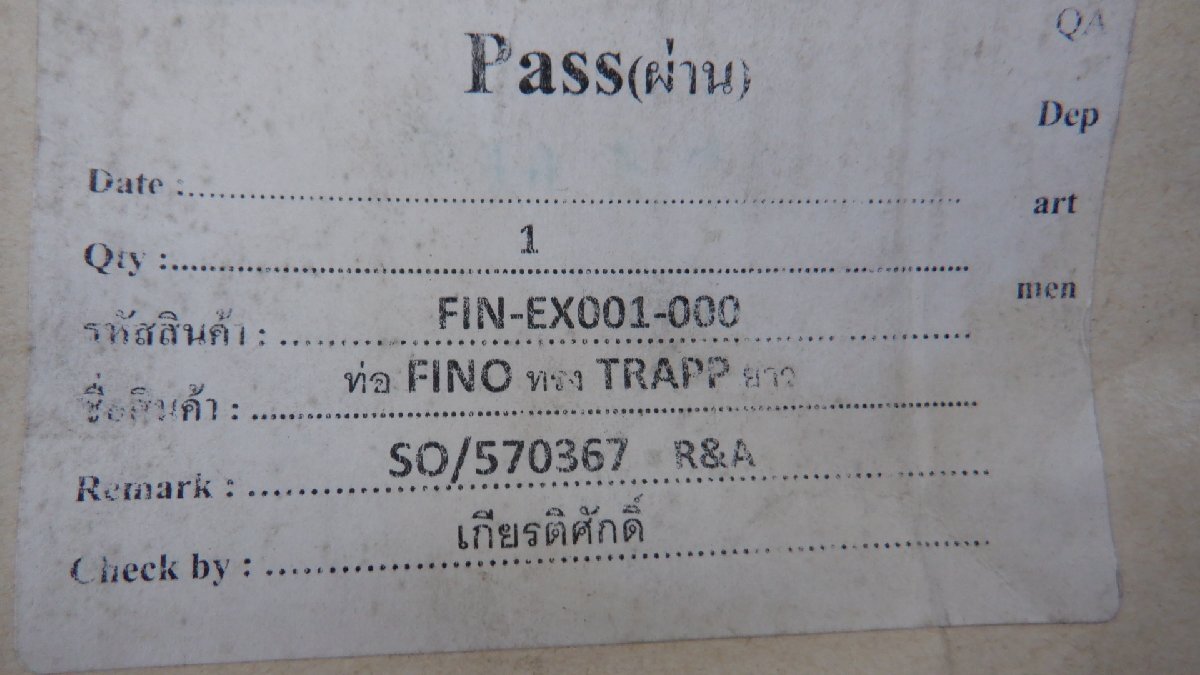 Pass(ผ่าน)
QA
Dep
art
men
Date :
Qty : 1
รหัสสินค้า : FIN-EX001-000
ชื่อสินค้า : ท่อ FINO ทรง TRAPP ยาว
Remark : SO/570367 R&A
Check by : เกียรติศักดิ์